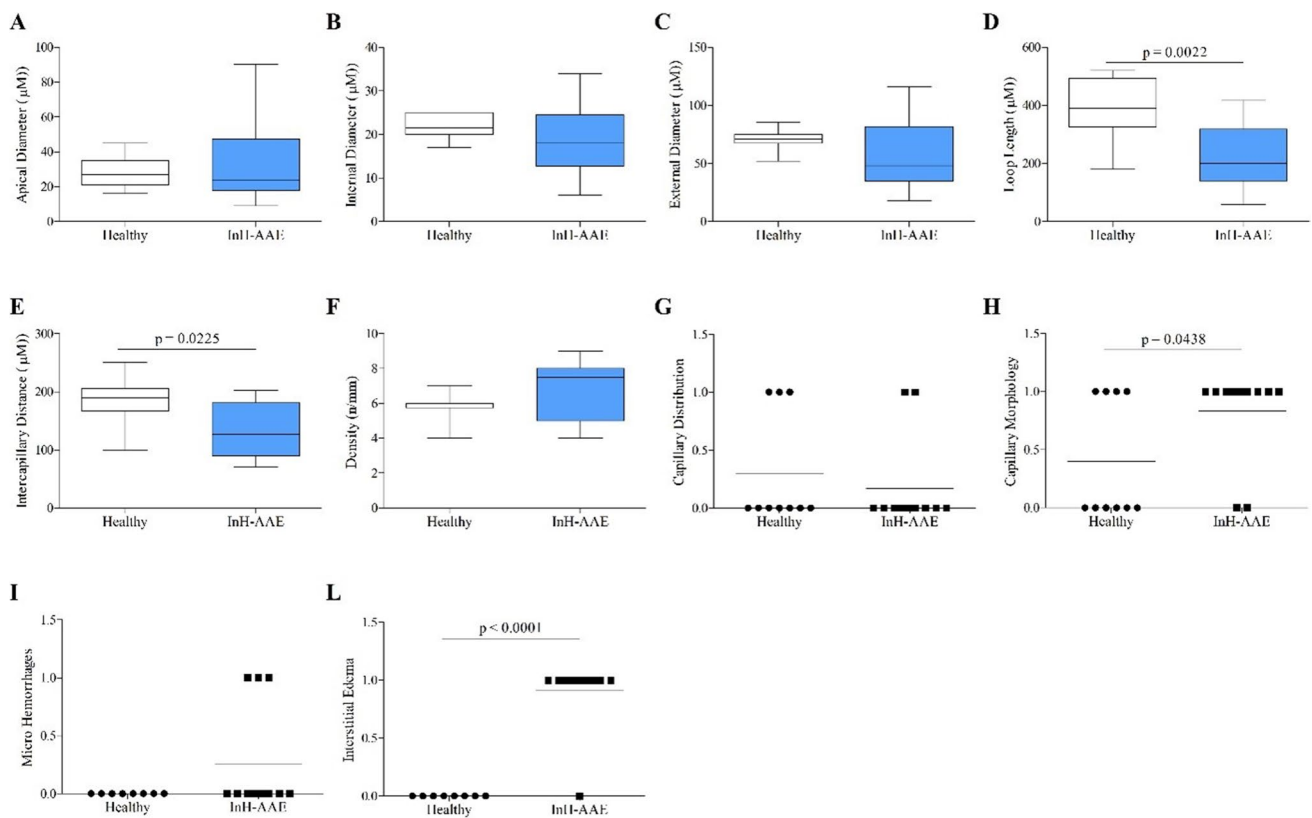 A
Apical Diameter ( µM))
100
80
60
40
20
0
Healthy
InH-AAE
B
Internal Diameter ( µM))
40
30
20
10
0
Healthy
InH-AAE
C
External Diameter ( µM))
150
100
50
0
Healthy
InH-AAE
D
Loop Length ( µM))
600
400
200
0
p = 0.0022
Healthy
InH-AAE
E
Intercapillary Distance ( µM))
300
200
100
0
p = 0.0225
Healthy
InH-AAE
F
Density (n/mm)
10
8
6
4
2
0
Healthy
InH-AAE
G
Capillary Distribution
1.5
1.0
0.5
0.0
Healthy
InH-AAE
H
Capillary Morphology
1.5
1.0
0.5
0.0
p = 0.0438
Healthy
InH-AAE
I
Micro Hemorrhages
1.5
1.0
0.5
0.0
Healthy
InH-AAE
L
Interstitial Edema
1.5
1.0
0.5
0.0
p < 0.0001
Healthy
InH-AAE